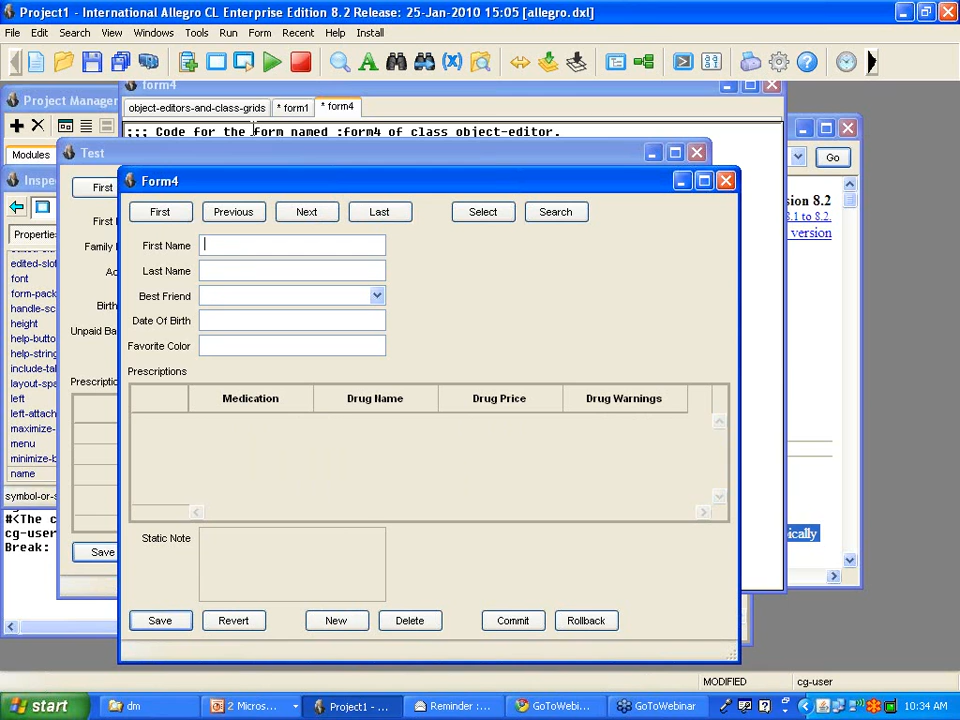 Project1 - International Allegro CL Enterprise Edition 8.2 Release: 25-Jan-2010 15:05 [allegro.dxl]
File Edit Search View Windows Tools Run Form Recent Help Install
form4
Project Manager
object-editors-and-class-grids * form1 * form4
;;; Code for the form named :form4 of class object-editor.
Modules
Test
Go
Form4
First
First Previous Next Last Select Search
sion 8.2
8.1 to 8.2.
version
Properties
edited-slot
font
form-pack
handle-sc
height
help-butto
help-string
include-ta
layout-spa
left
left-attach
maximize-
menu
minimize-b
name
symbol-or-s
First
Family
Ac
Birth
Unpaid Ba
Prescription
First Name
Last Name
Best Friend
Date Of Birth
Favorite Color
Prescriptions
Medication Drug Name Drug Price Drug Warnings
Static Note
#<The c
cg-user
Break:
ically
Save
Save Revert New Delete Commit Rollback
MODIFIED cg-user
start dm 2 Micros... Project1 - ... Reminder :... GoToWebi... GoToWebinar 10:34 AM